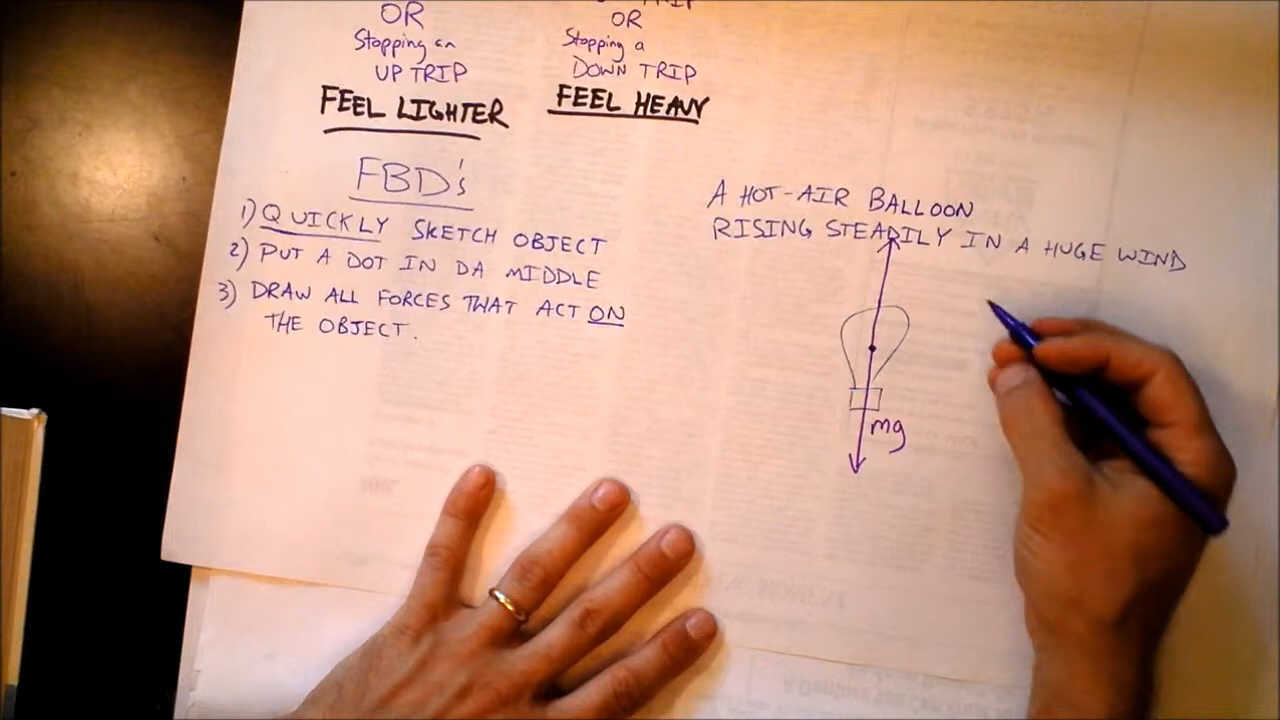 TRIP
OR
Stopping an
UP TRIP
FEEL LIGHTER
OR
Stopping a
DOWN TRIP
FEEL HEAVY
FBD's
1) QUICKLY SKETCH OBJECT
2) PUT A DOT IN DA MIDDLE
3) DRAW ALL FORCES THAT ACT ON
THE OBJECT.
A HOT-AIR BALLOON
RISING STEADILY IN A HUGE WIND
mg